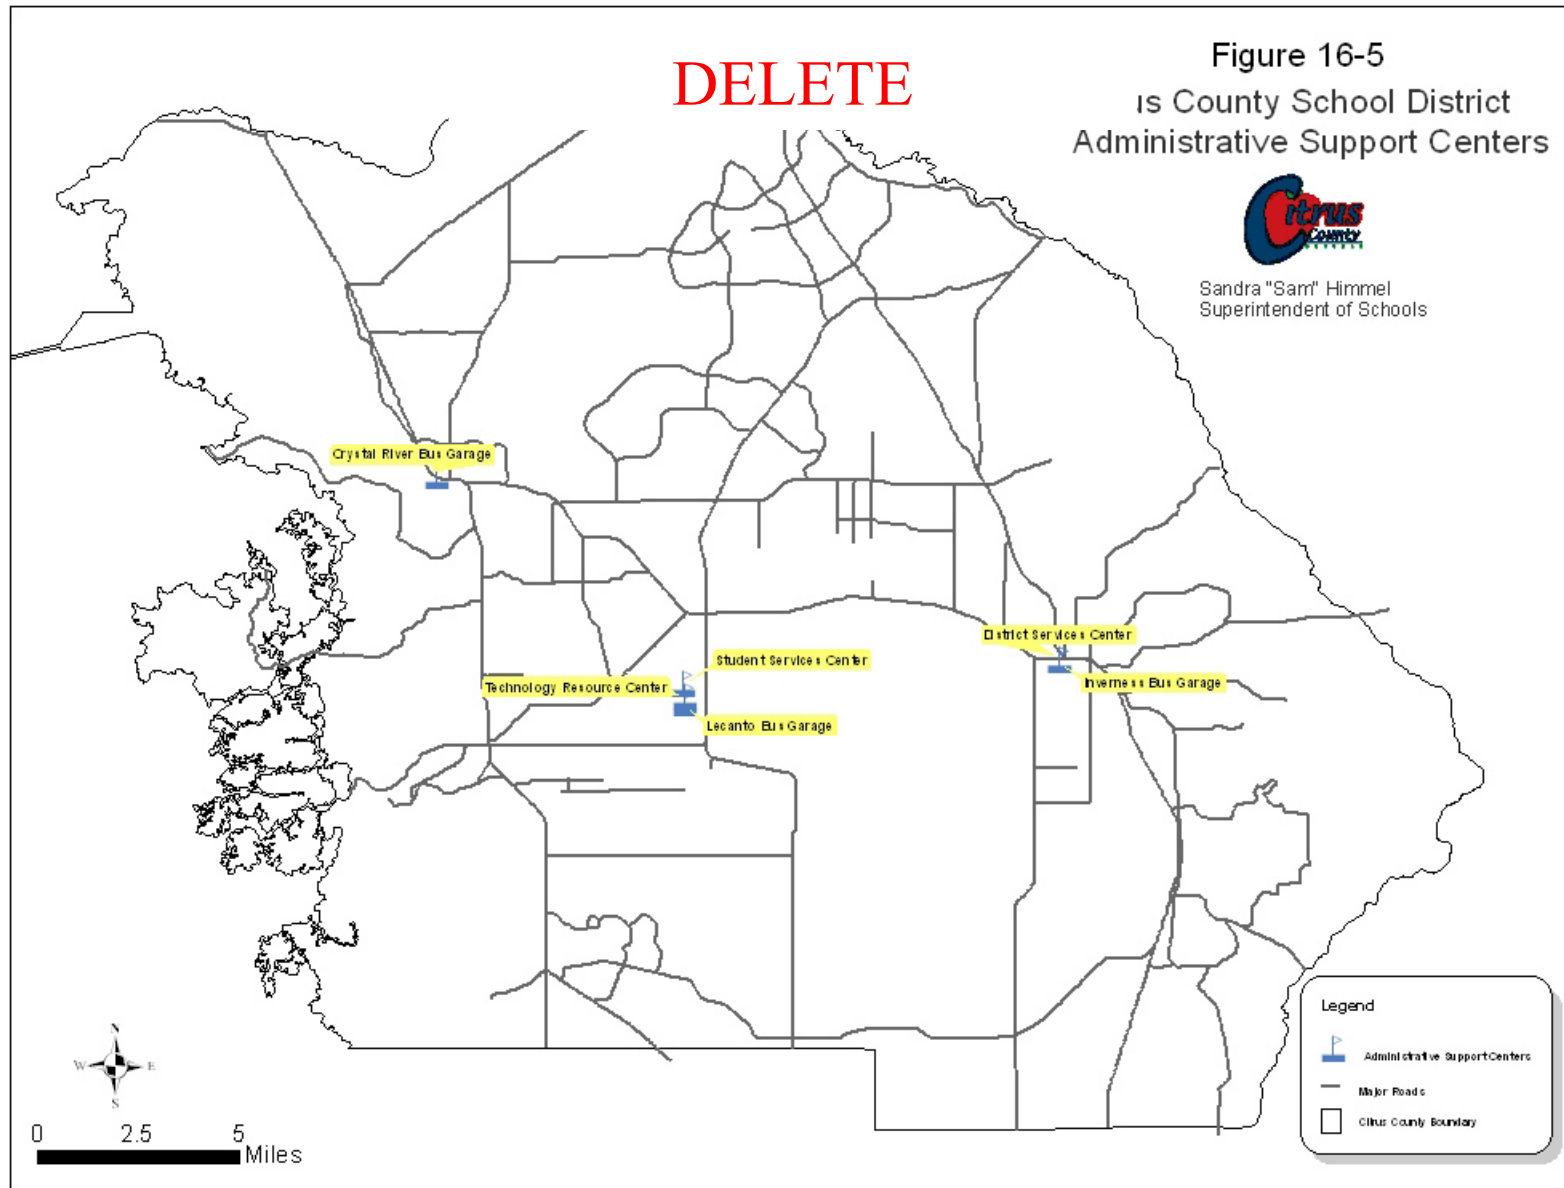 DELETE
Figure 16-5
us County School District
Administrative Support Centers
Citrus
County
Sandra "Sam" Himmel
Superintendent of Schools
Crystal River Bus Garage
District Services Center
Student Services Center
Technology Resource Center
Inverness Bus Garage
Lecanto Bus Garage
Legend
Administrative Support Centers
Major Roads
Citrus County Boundary
N
W E
S
0 2.5 5
Miles